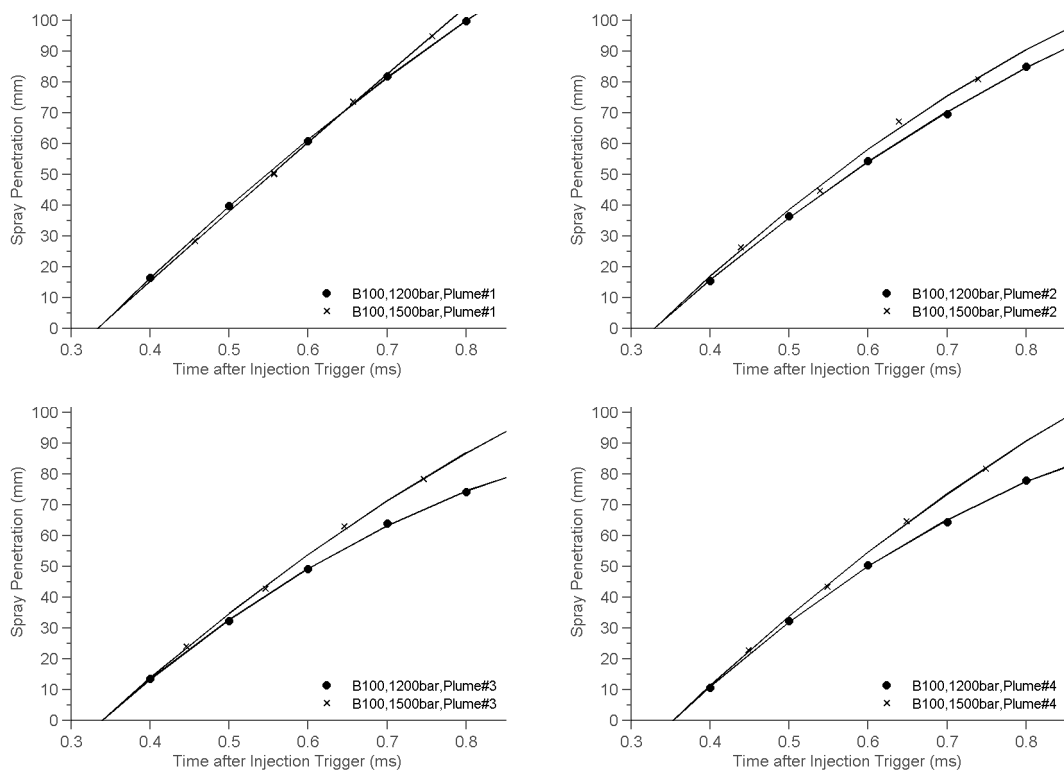 100
90
80
70
60
50
40
30
20
10
0
Spray Penetration (mm)
B100,1200bar,Plume#1
B100,1500bar,Plume#1
0.3 0.4 0.5 0.6 0.7 0.8
Time after Injection Trigger (ms)
100
90
80
70
60
50
40
30
20
10
0
Spray Penetration (mm)
B100,1200bar,Plume#2
B100,1500bar,Plume#2
0.3 0.4 0.5 0.6 0.7 0.8
Time after Injection Trigger (ms)
100
90
80
70
60
50
40
30
20
10
0
Spray Penetration (mm)
B100,1200bar,Plume#3
B100,1500bar,Plume#3
0.3 0.4 0.5 0.6 0.7 0.8
Time after Injection Trigger (ms)
100
90
80
70
60
50
40
30
20
10
0
Spray Penetration (mm)
B100,1200bar,Plume#4
B100,1500bar,Plume#4
0.3 0.4 0.5 0.6 0.7 0.8
Time after Injection Trigger (ms)